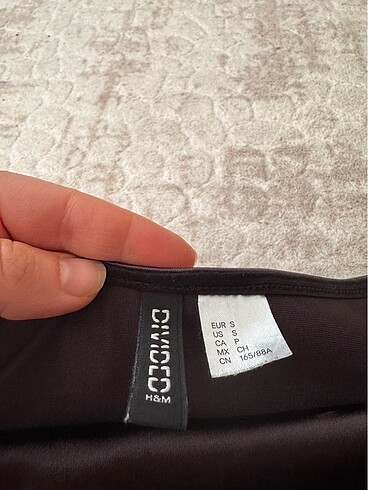 DIVIDED
H&M
EUR S
US S
CA P
MX CH
CN 165/88A